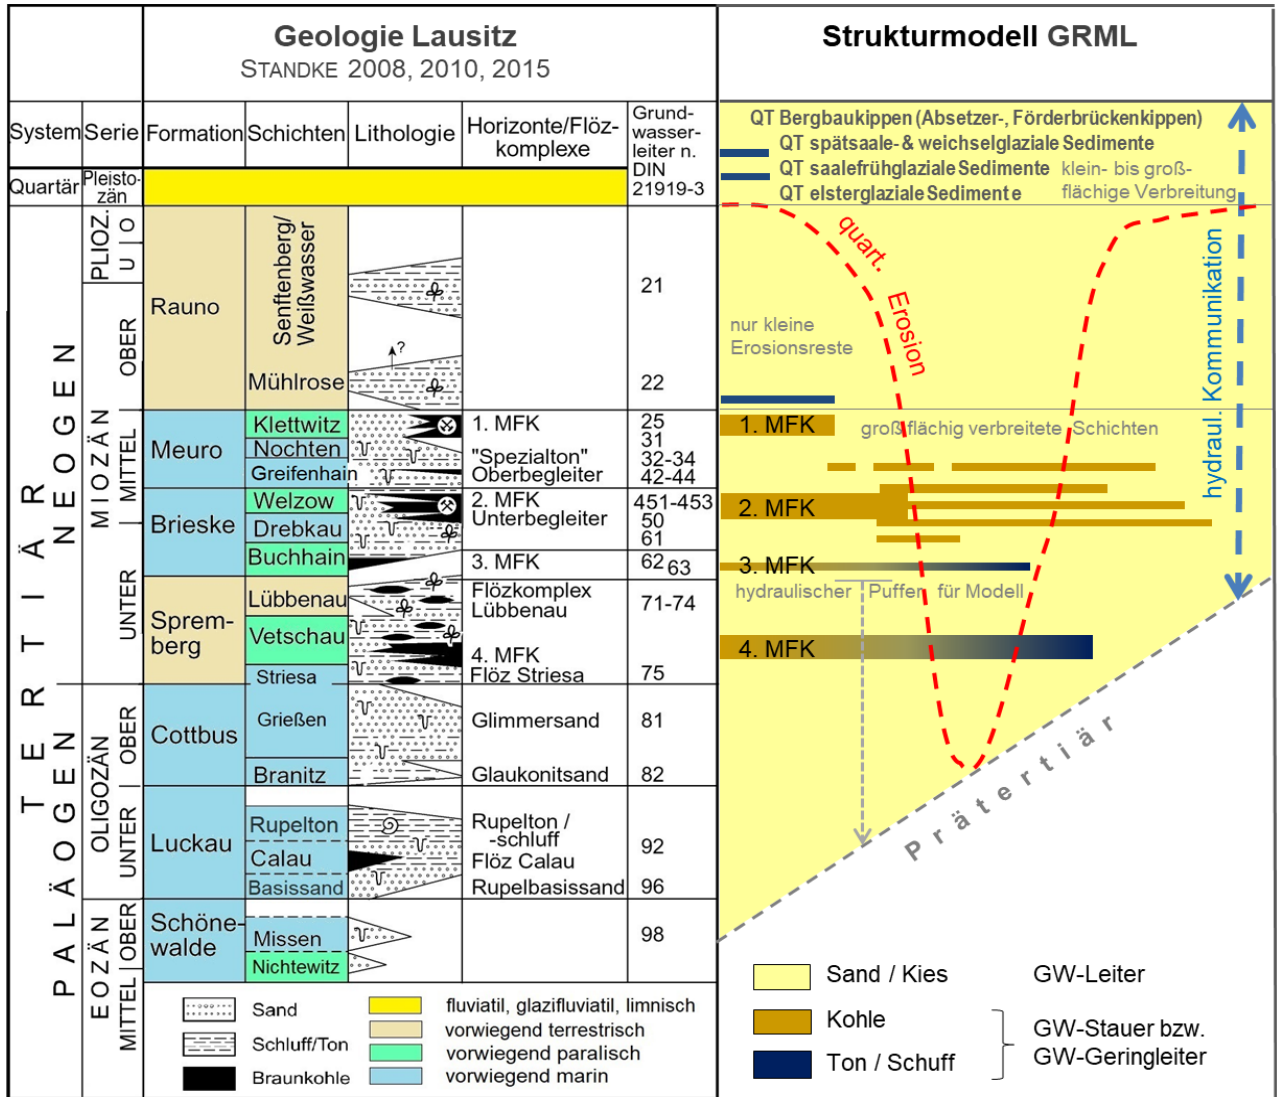 Geologie Lausitz
STANDKE 2008, 2010, 2015
Strukturmodell GRML
System
Serie
Formation
Schichten
Lithologie
Horizonte/Flöz-
komplexe
Grund-
wasser-
leiter n.
DIN
21919-3
Quartär
Pleisto-
zän
TERTIÄR
NEOGEN
PALÄOGEN
PLIOZ.
U O
MIOZÄN
OBER
MITTEL
UNTER
OLIGOZÄN
OBER
UNTER
EOZÄN
OBER
MITTEL
Rauno
Senftenberg/
Weißwasser
21
?
Mühlrose
22
Meuro
Klettwitz
1. MFK
25
Nochten
31
"Spezialton"
32-34
Greifenhain
Oberbegleiter
42-44
Brieske
Welzow
2. MFK
451-453
Drebkau
Unterbegleiter
50
61
Buchhain
3. MFK
62 63
Sprem-
berg
Lübbenau
Flözkomplex
Lübbenau
71-74
Vetschau
4. MFK
Striesa
Flöz Striesa
75
Cottbus
Grießen
Glimmersand
81
Branitz
Glaukonitsand
82
Luckau
Rupelton
Rupelton /
-schluff
92
Calau
Flöz Calau
Basissand
Rupelbasissand
96
Schöne-
walde
Missen
98
Nichtewitz
Sand
Schluff/Ton
Braunkohle
fluviatil, glazifluviatil, limnisch
vorwiegend terrestrisch
vorwiegend paralisch
vorwiegend marin
QT Bergbaukippen (Absetzer-, Förderbrückenkippen)
QT spätsaale- & weichselglaziale Sedimente
QT saalefrühglaziale Sedimente
QT elsterglaziale Sedimente
klein- bis groß-
flächige Verbreitung
quart. Erosion
hydraul. Kommunikation
nur kleine
Erosionsreste
1. MFK
großflächig verbreitete Schichten
2. MFK
3. MFK
hydraulischer Puffer für Modell
4. MFK
Prätertiär
Sand / Kies
GW-Leiter
Kohle
Ton / Schuff
GW-Stauer bzw.
GW-Geringleiter